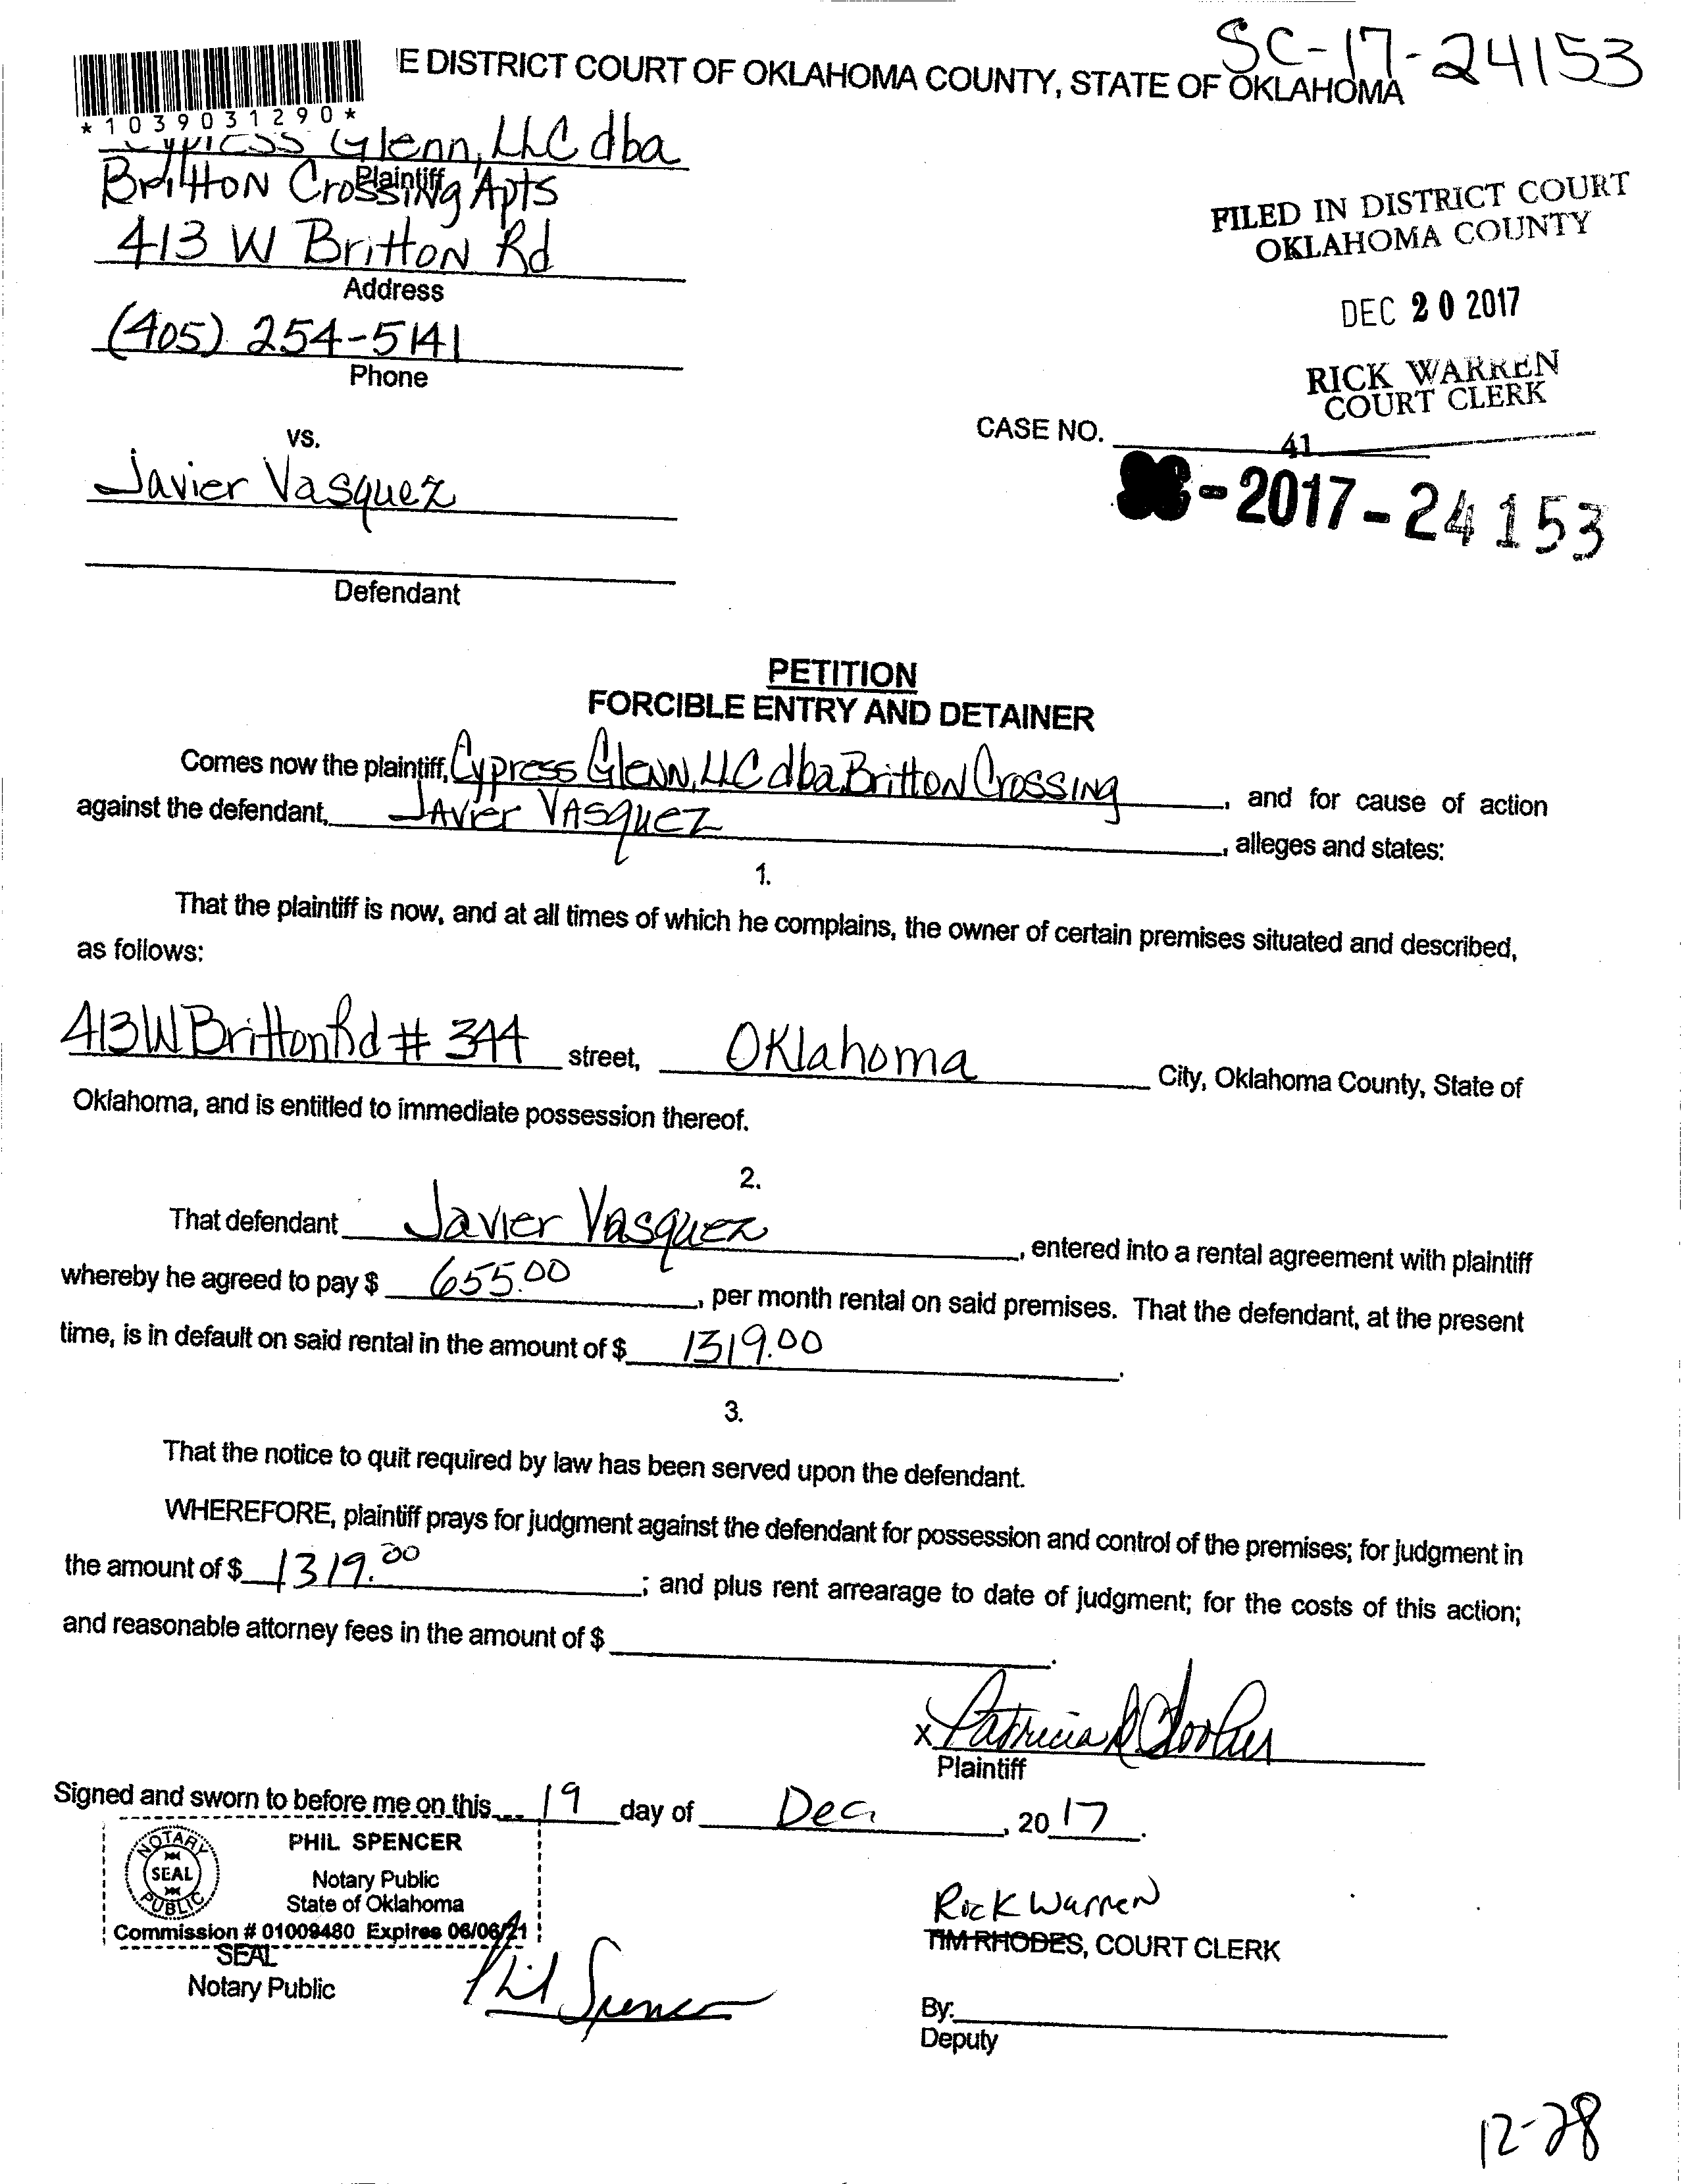 SC-17-24153
E DISTRICT COURT OF OKLAHOMA COUNTY, STATE OF OKLAHOMA
*1039031290*
Cypress Glenn, LLC dba
Plaintiff
Britton Crossing Apts
413 W Britton Rd
Address
(405) 254-5141
Phone
FILED IN DISTRICT COURT
OKLAHOMA COUNTY
DEC 20 2017
RICK WARREN
COURT CLERK
vs.
CASE NO.
41
-2017-24153
Javier Vasquez
Defendant
PETITION
FORCIBLE ENTRY AND DETAINER
Comes now the plaintiff, Cypress Glenn, LLC dba Britton Crossing, and for cause of action
against the defendant, Javier Vasquez, alleges and states:
1.
That the plaintiff is now, and at all times of which he complains, the owner of certain premises situated and described,
as follows:
413 W Britton Rd # 344 street, Oklahoma City, Oklahoma County, State of
Oklahoma, and is entitled to immediate possession thereof.
2.
That defendant Javier Vasquez, entered into a rental agreement with plaintiff
whereby he agreed to pay $ 655.00, per month rental on said premises. That the defendant, at the present
time, is in default on said rental in the amount of $ 1319.00.
3.
That the notice to quit required by law has been served upon the defendant.
WHEREFORE, plaintiff prays for judgment against the defendant for possession and control of the premises; for judgment in
the amount of $ 1319.00; and plus rent arrearage to date of judgment; for the costs of this action;
and reasonable attorney fees in the amount of $ .
x Patricia
Plaintiff
Signed and sworn to before me on this 19 day of Dec, 2017.
NOTARY PUBLIC SEAL
PHIL SPENCER
Notary Public
State of Oklahoma
Commission # 01009480 Expires 06/06/21
SEAL
Notary Public
Phil Spencer
Rick Warren
TIM RHODES, COURT CLERK
By:
Deputy
12-28